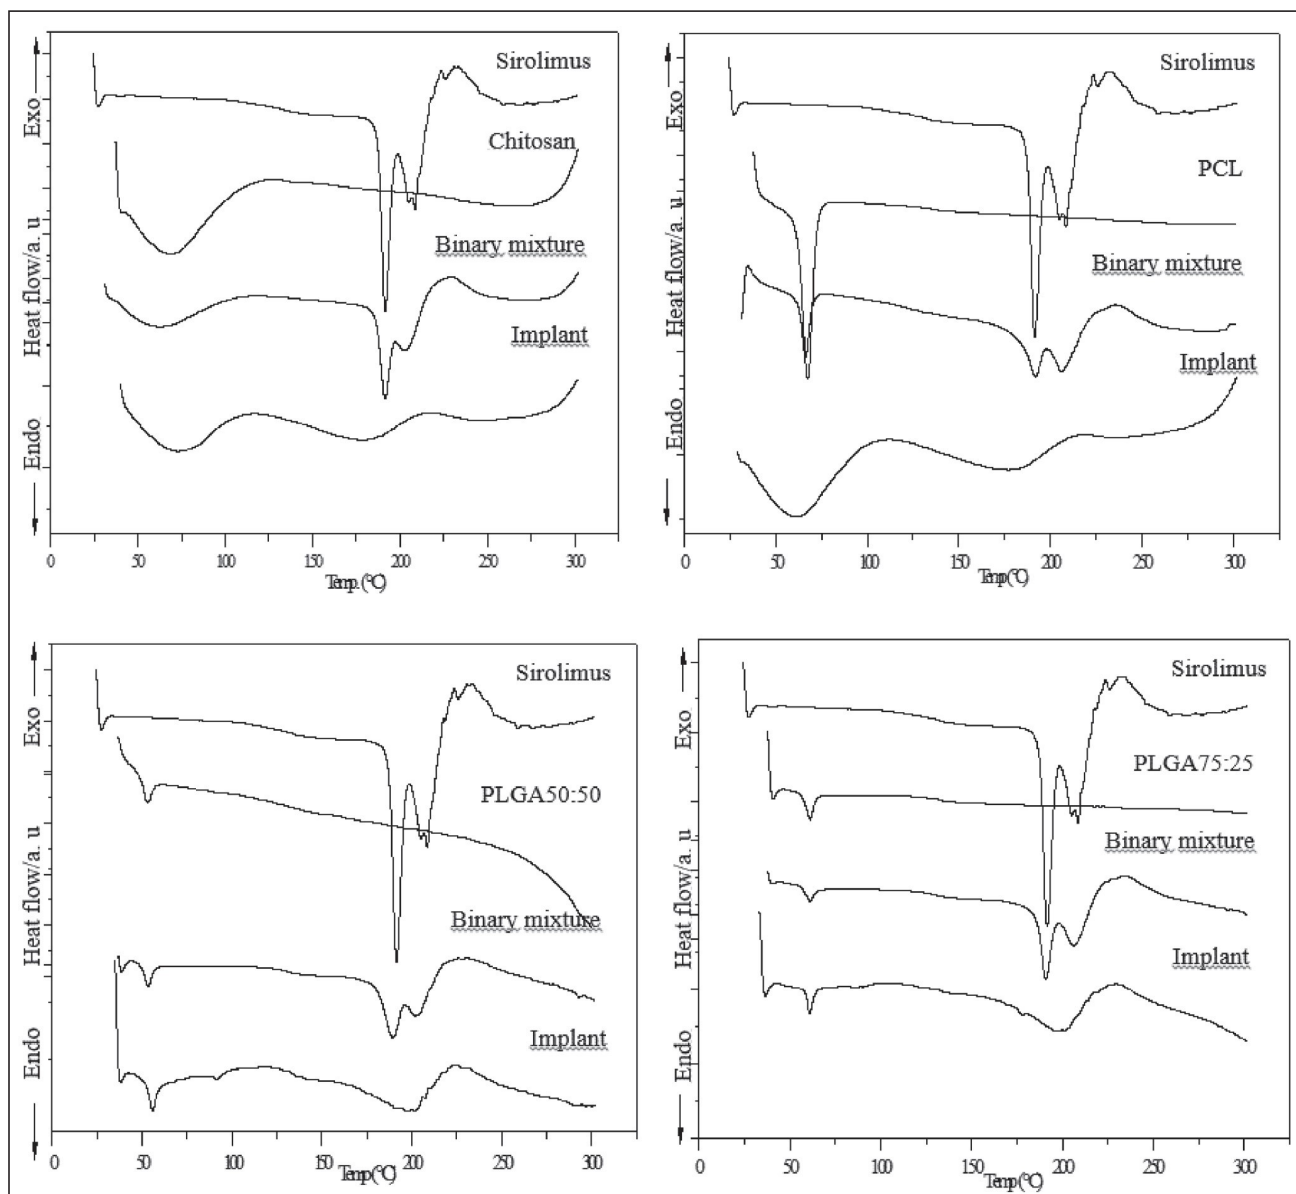 Sirolimus
Exo
Chitosan
Binary mixture
Heat flow/a. u
Implant
Endo
0 50 100 150 200 250 300
Temp. (°C)
Sirolimus
Exo
PCL
Binary mixture
Heat flow/a. u
Implant
Endo
0 50 100 150 200 250 300
Temp (°C)
Sirolimus
Exo
PLGA50:50
Heat flow/a. u
Binary mixture
Implant
Endo
0 50 100 150 200 250 300
Temp (°C)
Sirolimus
Exo
PLGA75:25
Binary mixture
Heat flow/a. u
Implant
Endo
0 50 100 150 200 250 300
Temp (°C)